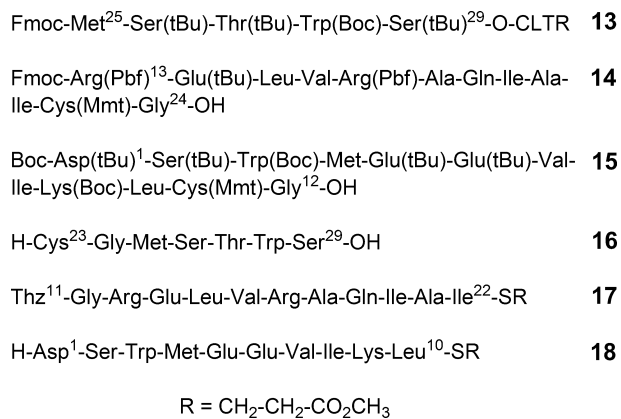 Fmoc-Met²⁵-Ser(tBu)-Thr(tBu)-Trp(Boc)-Ser(tBu)²⁹-O-CLTR 13
Fmoc-Arg(Pbf)¹³-Glu(tBu)-Leu-Val-Arg(Pbf)-Ala-Gln-Ile-Ala- 14
Ile-Cys(Mmt)-Gly²⁴-OH
Boc-Asp(tBu)¹-Ser(tBu)-Trp(Boc)-Met-Glu(tBu)-Glu(tBu)-Val- 15
Ile-Lys(Boc)-Leu-Cys(Mmt)-Gly¹²-OH
H-Cys²³-Gly-Met-Ser-Thr-Trp-Ser²⁹-OH 16
Thz¹¹-Gly-Arg-Glu-Leu-Val-Arg-Ala-Gln-Ile-Ala-Ile²²-SR 17
H-Asp¹-Ser-Trp-Met-Glu-Glu-Val-Ile-Lys-Leu¹⁰-SR 18
R = CH₂-CH₂-CO₂CH₃